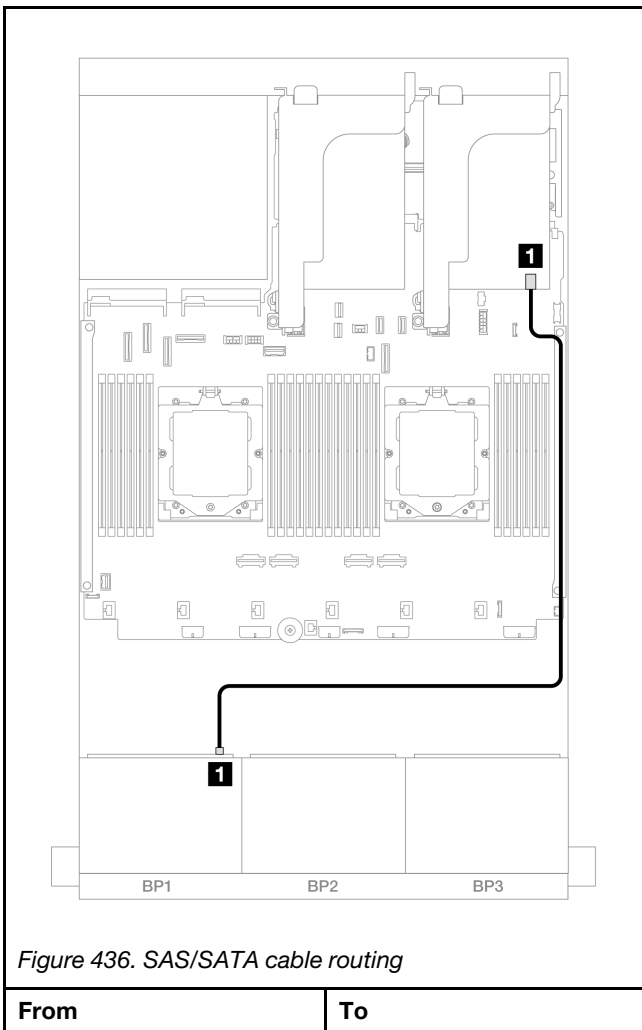 1
1
BP1 BP2 BP3
Figure 436. SAS/SATA cable routing
From To